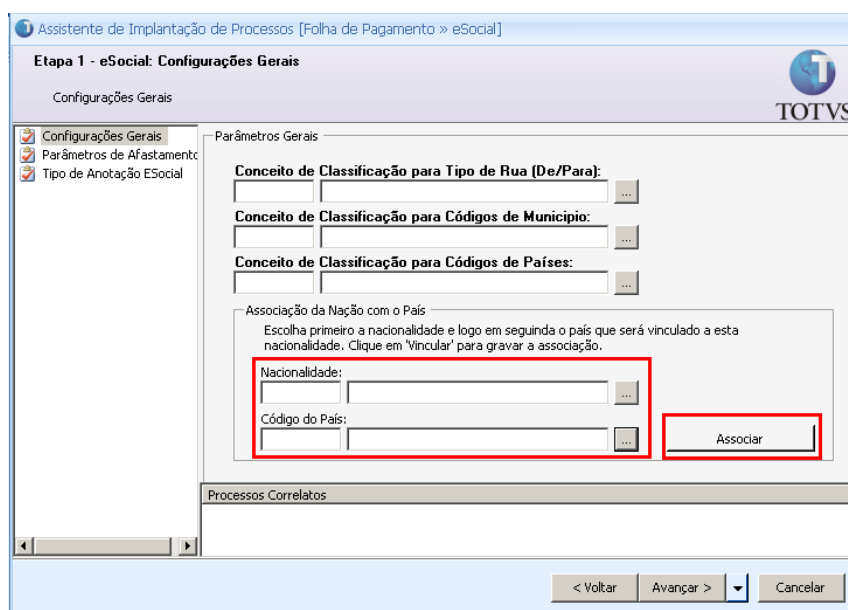 Assistente de Implantação de Processos [Folha de Pagamento » eSocial]
Etapa 1 - eSocial: Configurações Gerais
Configurações Gerais
TOTVS
Configurações Gerais
Parâmetros de Afastamento
Tipo de Anotação ESocial
Parâmetros Gerais
Conceito de Classificação para Tipo de Rua (De/Para):
...
Conceito de Classificação para Códigos de Municipio:
...
Conceito de Classificação para Códigos de Países:
...
Associação da Nação com o País
Escolha primeiro a nacionalidade e logo em seguinda o país que será vinculado a esta
nacionalidade. Clique em 'Vincular' para gravar a associação.
Nacionalidade:
...
Código do País:
...
Associar
Processos Correlatos
< Voltar
Avançar >
Cancelar